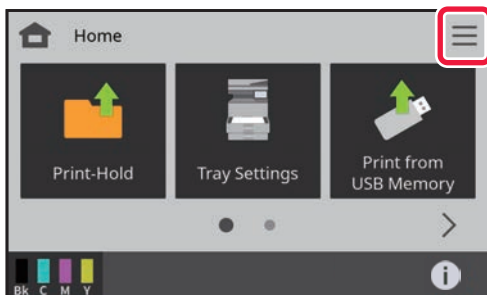 Home
Print-Hold
Tray Settings
Print from
USB Memory
Bk C M Y